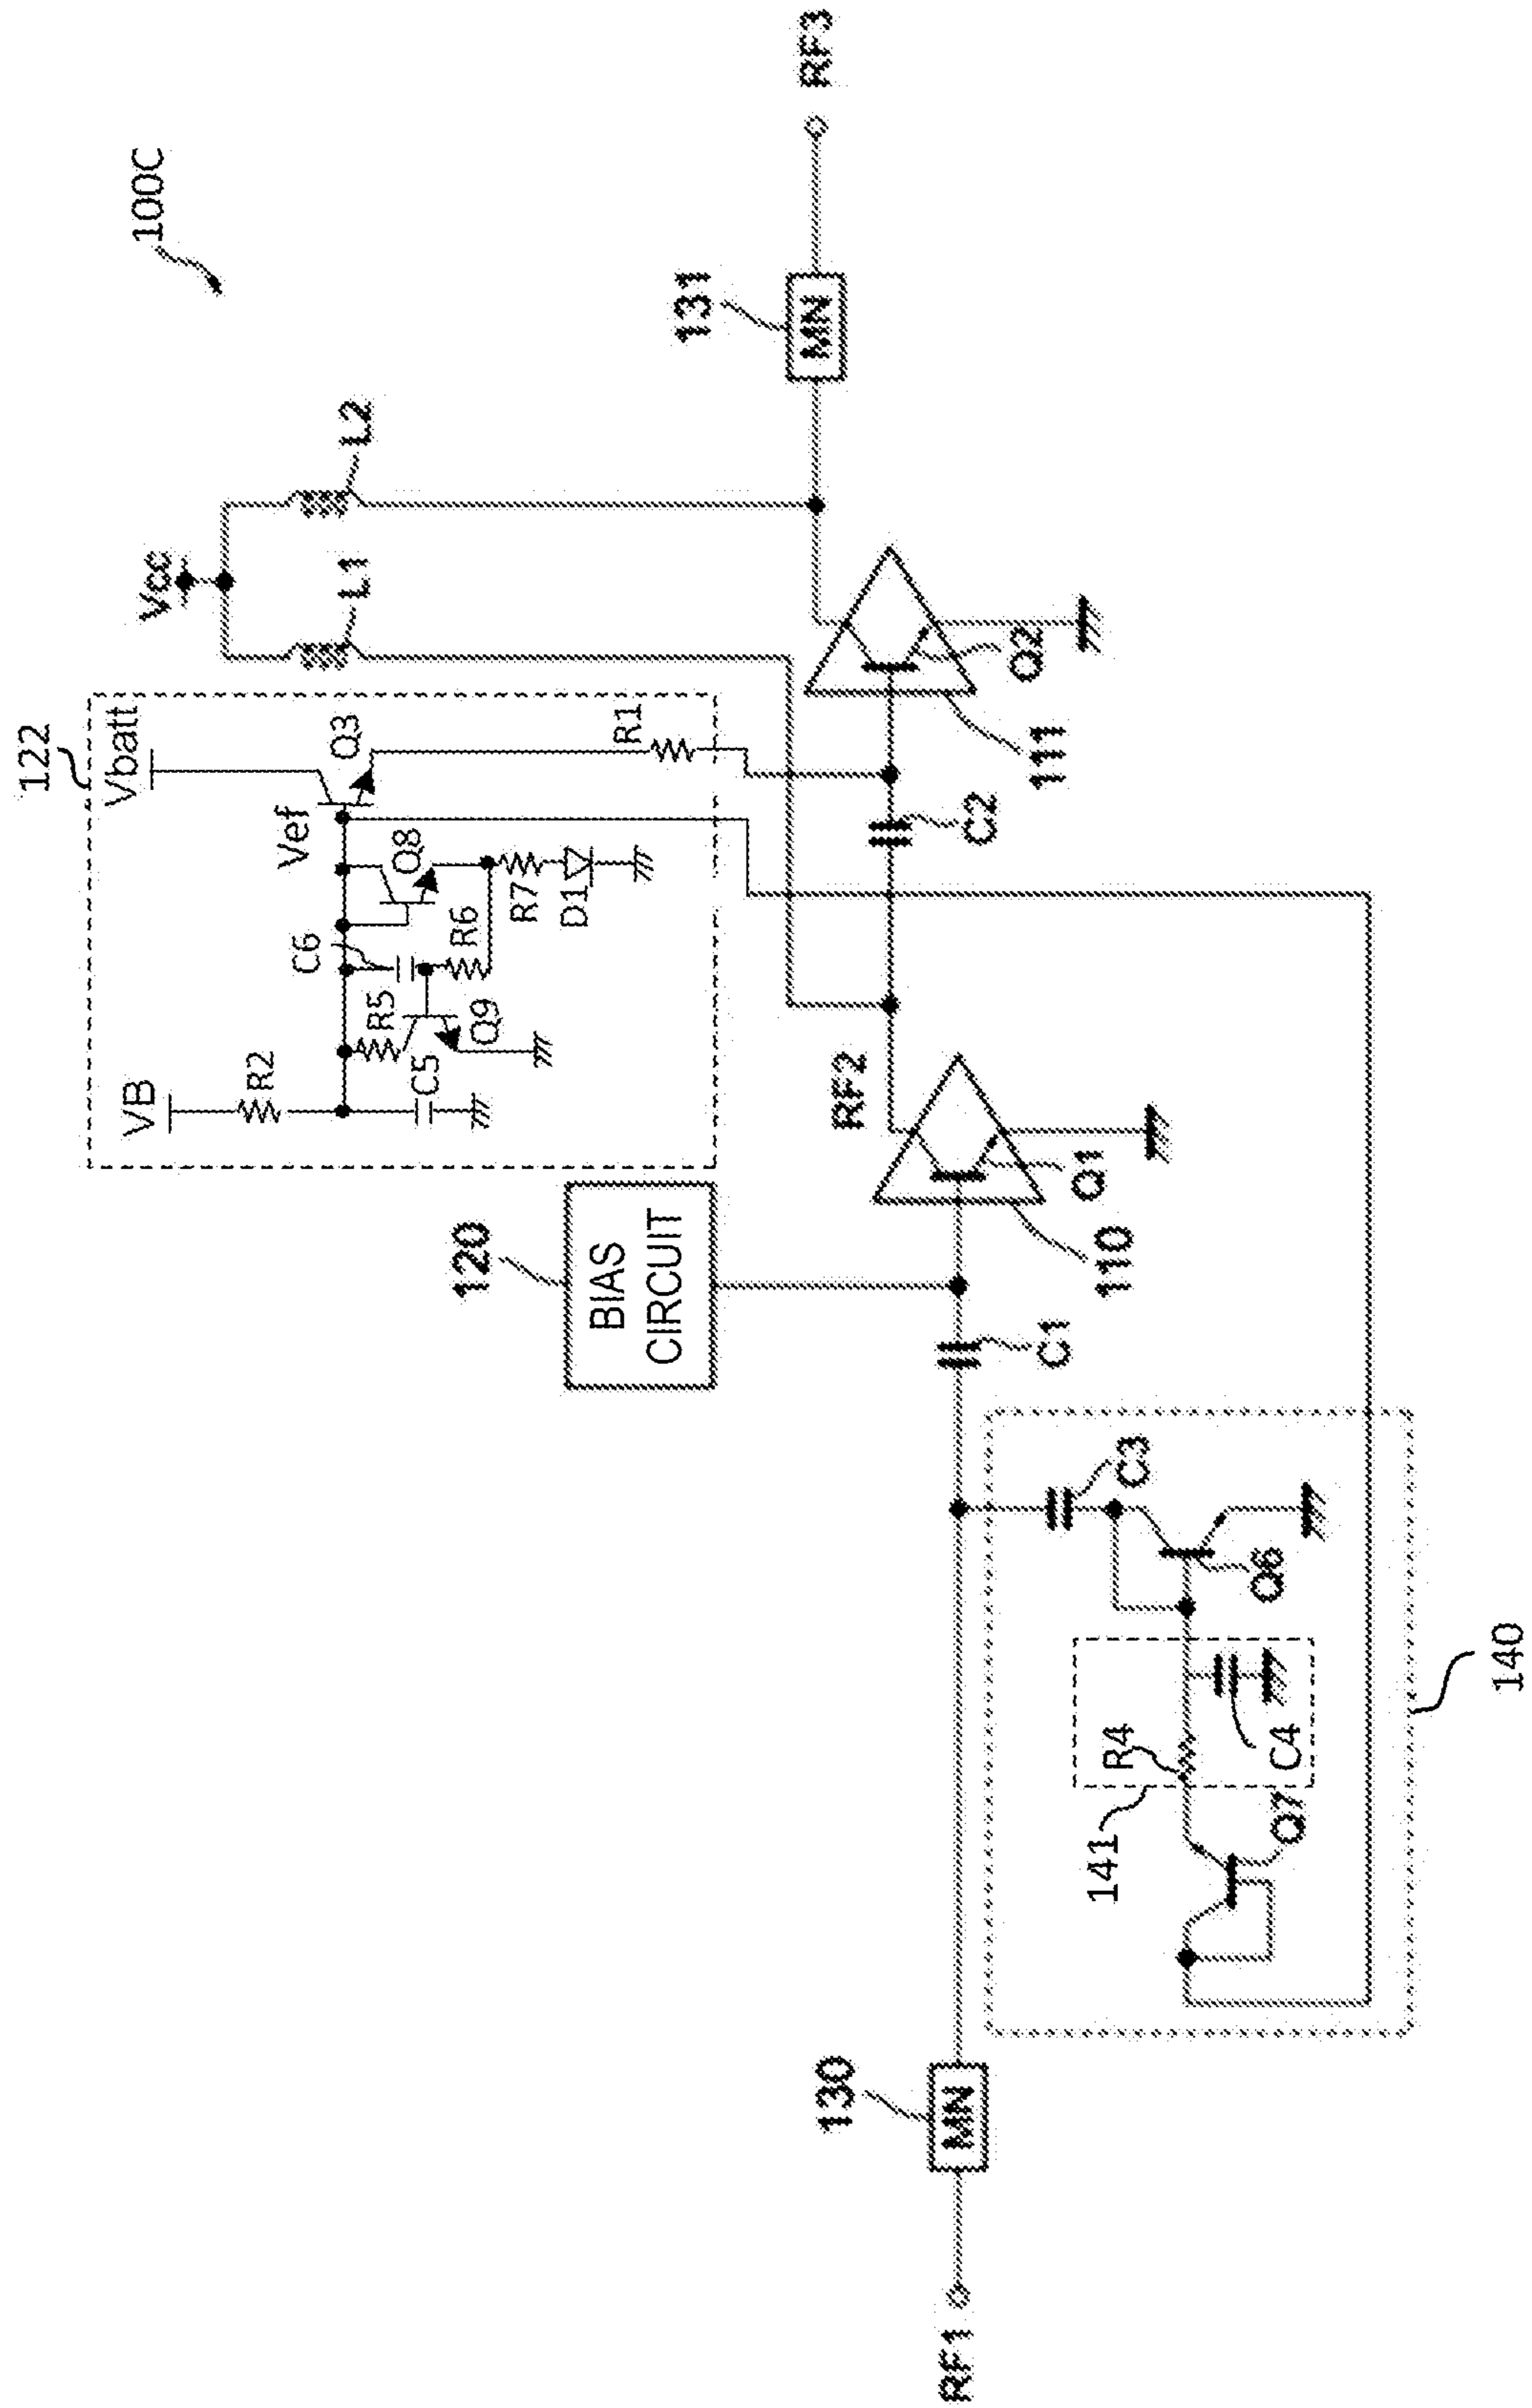 100C
122
Vcc
L1
L2
VB
R2
Vbatt
Vef
Q3
C6
R5
Q8
R6
R7
D1
Q9
C5
R1
120
BIAS
CIRCUIT
131
MN
RF3
RF2
C2
Q2
111
Q1
110
C1
130
MN
RF1
C3
Q6
R4
C4
141
Q7
140